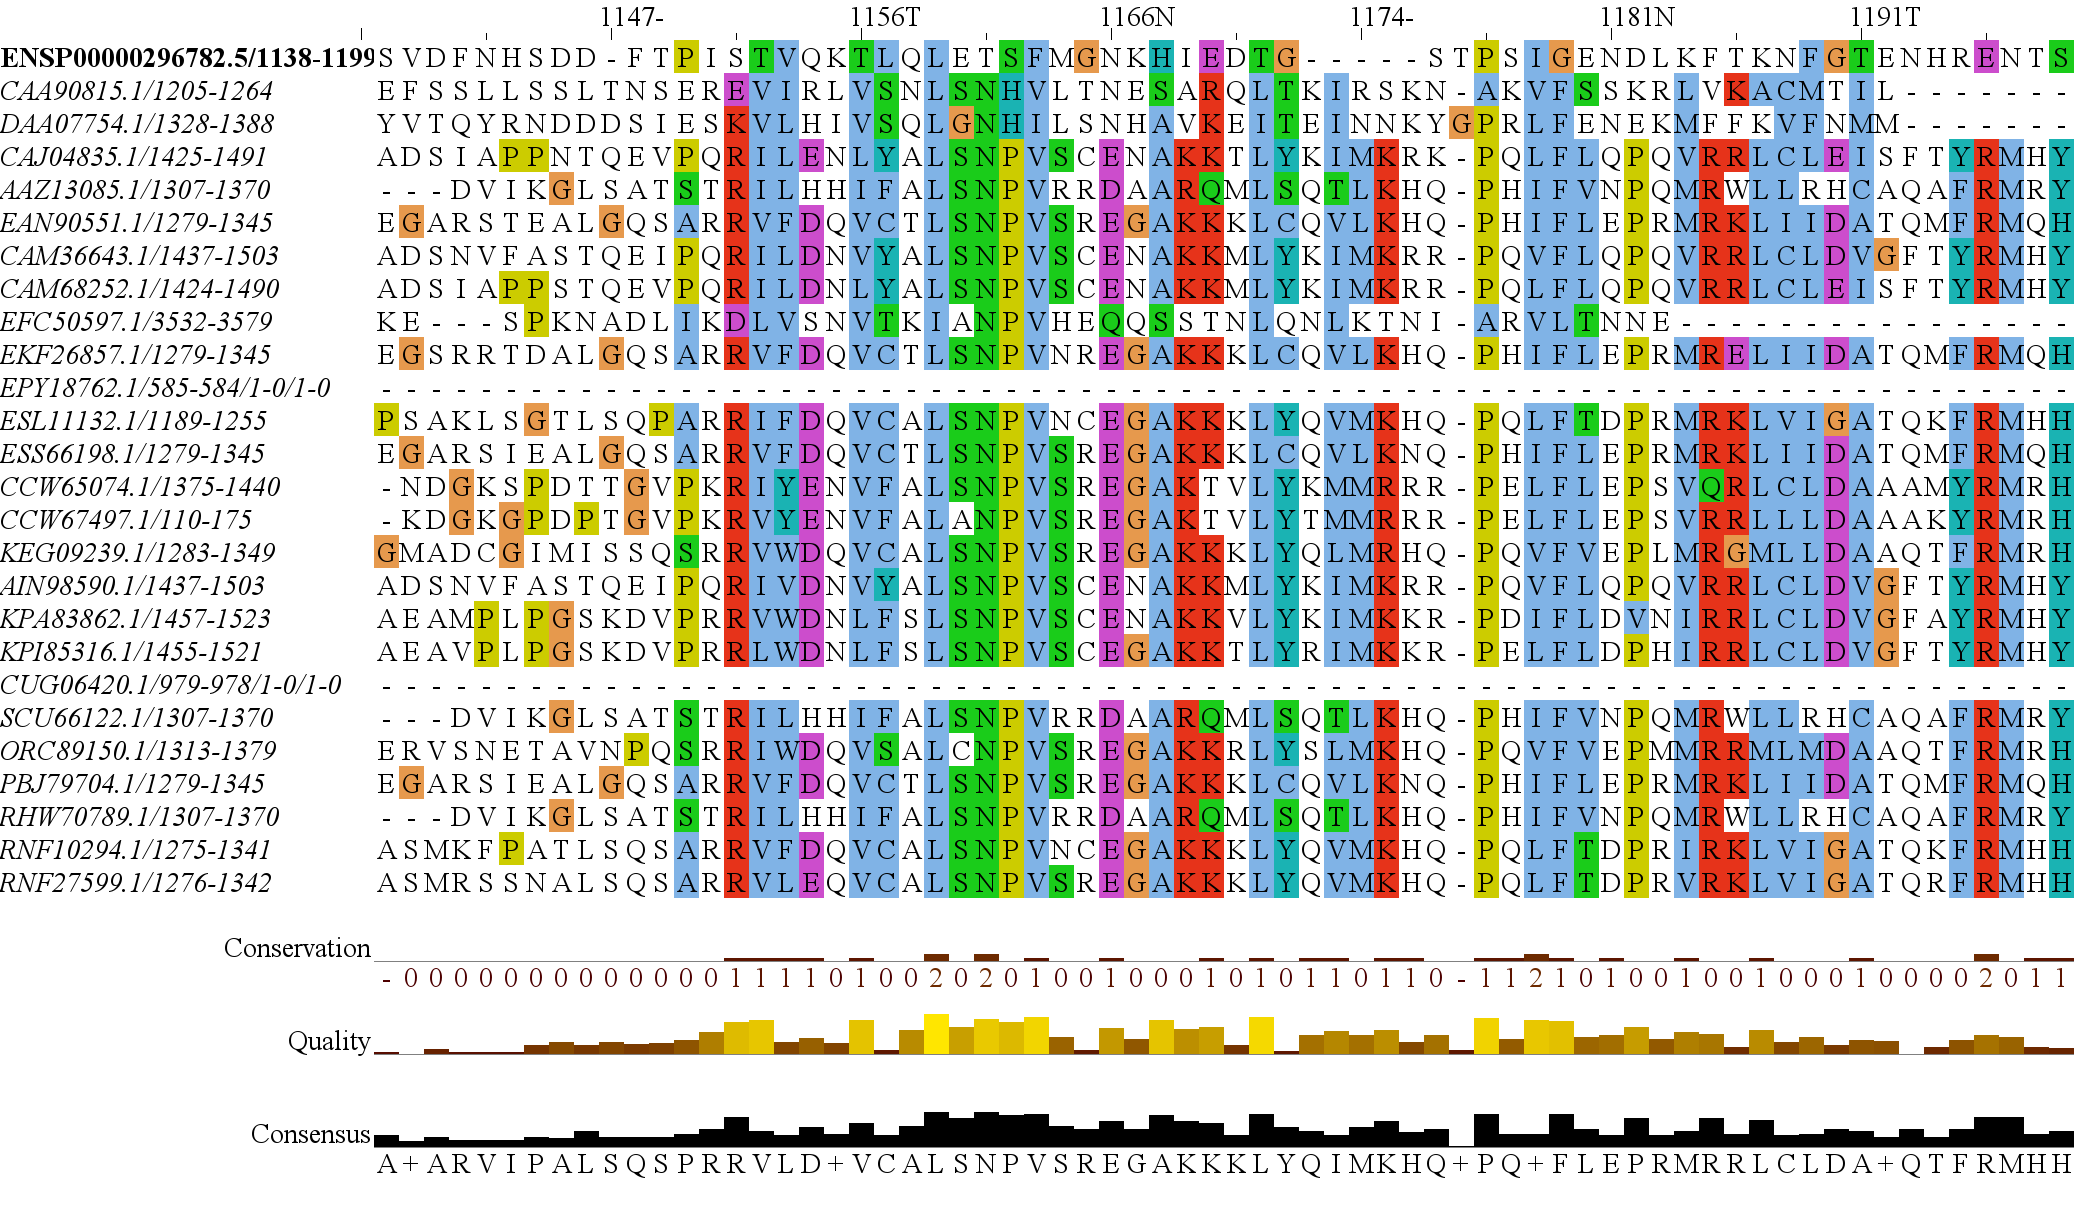 1147- 1156T 1166N 1174- 1181N 1191T
ENSP00000296782.5/1138-1199 SVDFNHSDD-FTPISTVQKTLQLETSFMGNKHIEDTG-----STPSIGENDLKFTKNFGTENHRENTS
CAA90815.1/1205-1264 EFSSLLSSLTNSEREVIRLVSNLSNHVLTNESARQLTKIRSKN-AKVFSSKRLVKACMTIL-------
DAA07754.1/1328-1388 YVTQYRNDDDSIESKVLHIVSQLGNHILSNHAVKEITEINNKYGPRLFENEKMFFKVFNMM-------
CAJ04835.1/1425-1491 ADSIAPPNTQEVPQRILENLYALSNPVSCENAKKTLYKIMKRK-PQLFLQPQVRRLCLEISFTYRMHY
AAZ13085.1/1307-1370 ---DVIKGLSATSTRILHHIFALSNPVRRDAARQMLSQTLKHQ-PHIFVNPQMRWLLRHCAQAFRMRY
EAN90551.1/1279-1345 EGARSTEALGQSARRVFDQVCTLSNPVSREGAKKKLCQVLKHQ-PHIFLEPRMRKLIIDATQMFRMQH
CAM36643.1/1437-1503 ADSNVFASTQEIPQRILDNVYALSNPVSCENAKKMLYKIMKRR-PQVFLQPQVRRLCLDVGFTYRMHY
CAM68252.1/1424-1490 ADSIAPPSTQEVPQRILDNLYALSNPVSCENAKKMLYKIMKRR-PQLFLQPQVRRLCLEISFTYRMHY
EFC50597.1/3532-3579 KE---SPKNADLIKDLVSNVTKIANPVHEQQSSTNLQNLKTNI-ARVLTNNE----------------
EKF26857.1/1279-1345 EGSRRTDALGQSARRVFDQVCTLSNPVNREGAKKKLCQVLKHQ-PHIFLEPRMRELIIDATQMFRMQH
EPY18762.1/585-584/1-0/1-0 --------------------------------------------------------------------
ESL11132.1/1189-1255 PSAKLSGTLSQPARRIFDQVCALSNPVNCEGAKKKLYQVMKHQ-PQLFTDPRMRKLVIGATQKFRMHH
ESS66198.1/1279-1345 EGARSIEALGQSARRVFDQVCTLSNPVSREGAKKKLCQVLKNQ-PHIFLEPRMRKLIIDATQMFRMQH
CCW65074.1/1375-1440 -NDGKSPDTTGVPKRIYENVFALSNPVSREGAKTVLYKMMRRR-PELFLEPSVQRLCLDAAAMYRMRH
CCW67497.1/110-175 -KDGKGPDPTGVPKRVYENVFALANPVSREGAKTVLYTMMRRR-PELFLEPSVRRLLLDAAAKYRMRH
KEG09239.1/1283-1349 GMADCGIMISSQSRRVWDQVCALSNPVSREGAKKKLYQLMRHQ-PQVFVEPLMRGMLLDAAQTFRMRH
AIN98590.1/1437-1503 ADSNVFASTQEIPQRIVDNVYALSNPVSCENAKKMLYKIMKRR-PQVFLQPQVRRLCLDVGFTYRMHY
KPA83862.1/1457-1523 AEAMPLPGSKDVPRRVWDNLFSLSNPVSCENAKKVLYKIMKKR-PDIFLDVNIRRLCLDVGFAYRMHY
KPI85316.1/1455-1521 AEAVPLPGSKDVPRRLWDNLFSLSNPVSCEGAKKTLYRIMKKR-PELFLDPHIRRLCLDVGFTYRMHY
CUG06420.1/979-978/1-0/1-0 --------------------------------------------------------------------
SCU66122.1/1307-1370 ---DVIKGLSATSTRILHHIFALSNPVRRDAARQMLSQTLKHQ-PHIFVNPQMRWLLRHCAQAFRMRY
ORC89150.1/1313-1379 ERVSNETAVNPQSRRIWDQVSALCNPVSREGAKKRLYSLMKHQ-PQVFVEPMMRRMLMDAAQTFRMRH
PBJ79704.1/1279-1345 EGARSIEALGQSARRVFDQVCTLSNPVSREGAKKKLCQVLKNQ-PHIFLEPRMRKLIIDATQMFRMQH
RHW70789.1/1307-1370 ---DVIKGLSATSTRILHHIFALSNPVRRDAARQMLSQTLKHQ-PHIFVNPQMRWLLRHCAQAFRMRY
RNF10294.1/1275-1341 ASMKFPATLSQSARRVFDQVCALSNPVNCEGAKKKLYQVMKHQ-PQLFTDPRIRKLVIGATQKFRMHH
RNF27599.1/1276-1342 ASMRSSNALSQSARRVLEQVCALSNPVSREGAKKKLYQVMKHQ-PQLFTDPRVRKLVIGATQRFRMHH
Conservation
-0000000000000111101002020100100010101101110-112101001001000100002011
Quality
Consensus
A+ARVIPALSQSPRRVLD+VCALSNPVSREGAKKKLYQIMKHQ+PQ+FLEPRMRRLCLDA+QTFRMHH